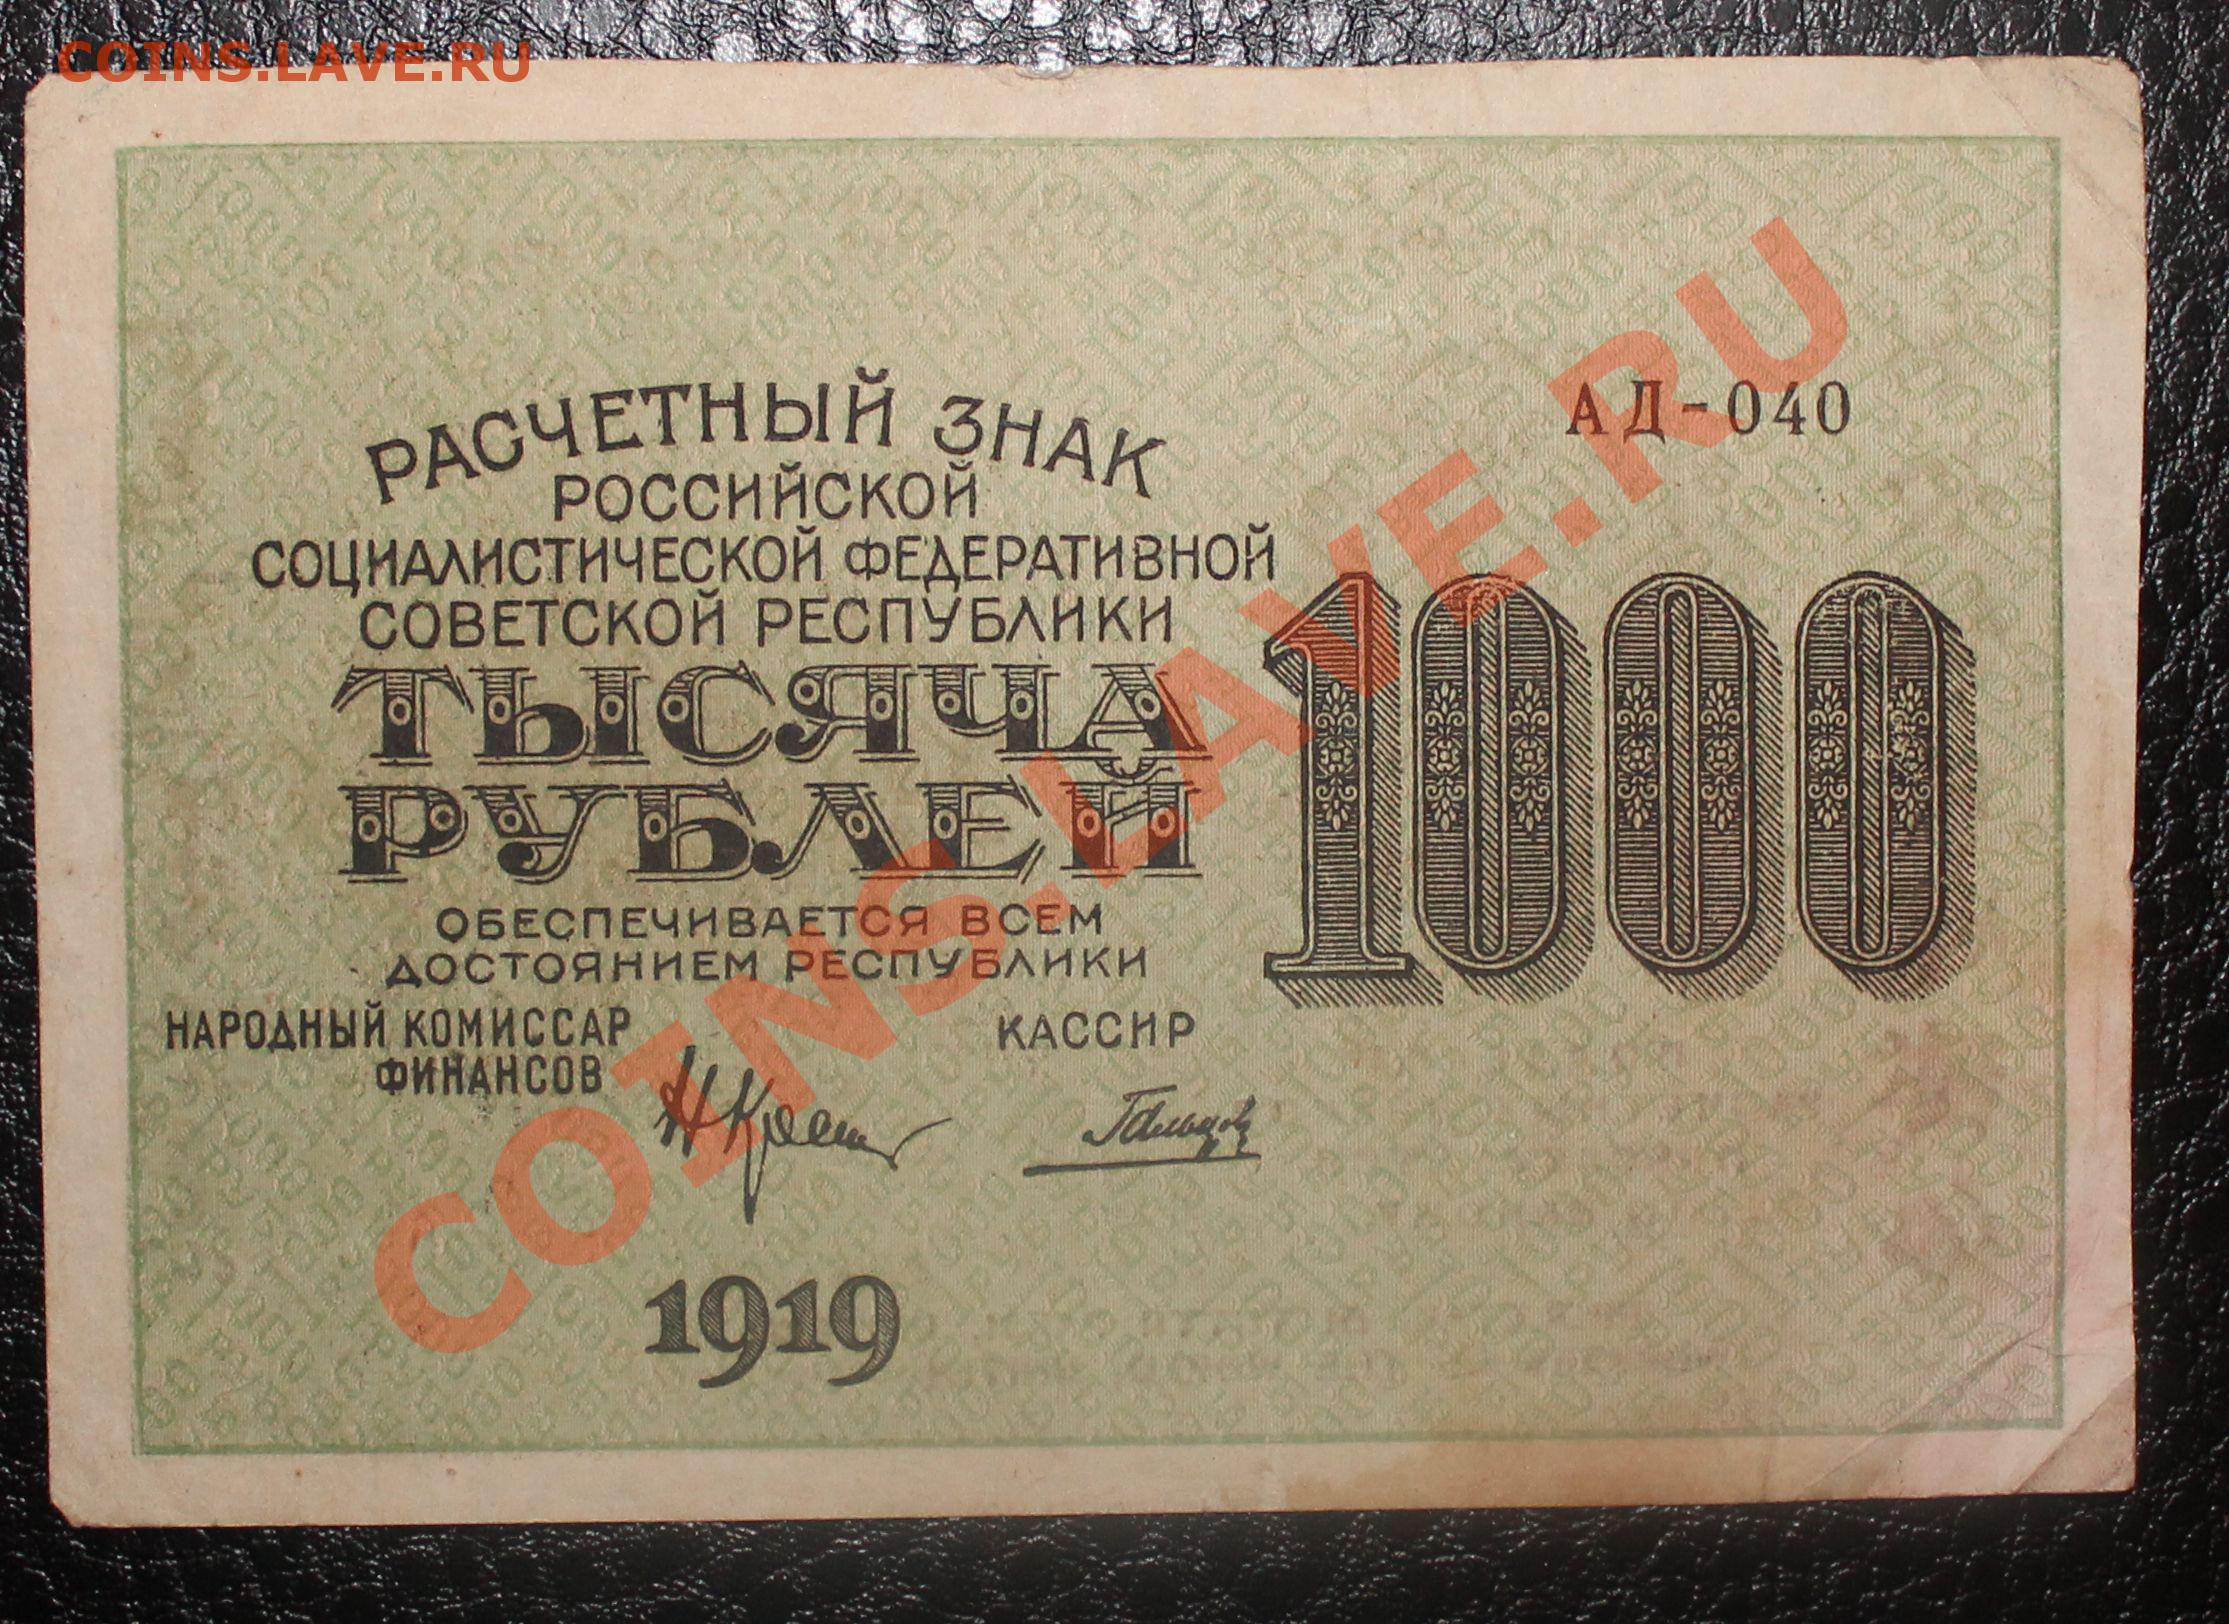 COINS.LAVE.RU
РАСЧЕТНЫЙ ЗНАК
АД-040
РОССИЙСКОЙ
СОЦИАЛИСТИЧЕСКОЙ ФЕДЕРАТИВНОЙ
СОВЕТСКОЙ РЕСПУБЛИКИ
ТЫСЯЧА
РУБЛЕЙ
1000
ОБЕСПЕЧИВАЕТСЯ ВСЕМ
ДОСТОЯНИЕМ РЕСПУБЛИКИ
НАРОДНЫЙ КОМИССАР
ФИНАНСОВ
КАССИР
1919
COINS.LAVE.RU